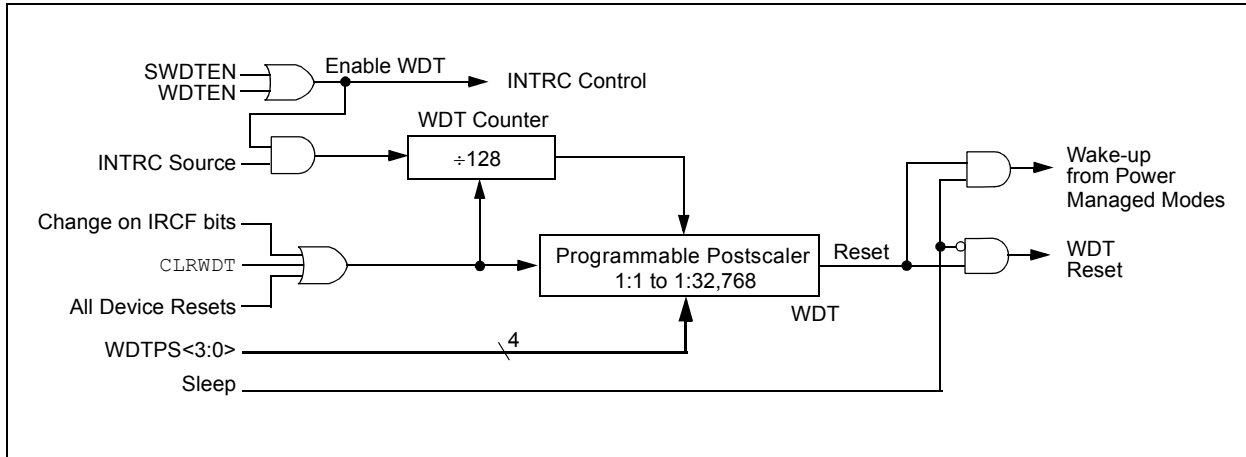 SWDTEN
WDTEN
Enable WDT
INTRC Control
WDT Counter
÷128
INTRC Source
Wake-up
from Power
Managed Modes
Change on IRCF bits
CLRWDT
All Device Resets
Programmable Postscaler
1:1 to 1:32,768
Reset
WDT
Reset
WDT
WDTPS<3:0>
4
Sleep